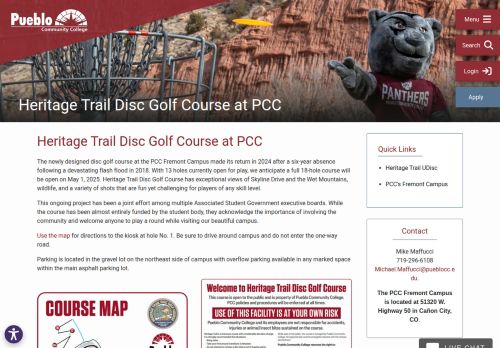 Pueblo
Community College
Menu
Search
Login
Apply
PANTHERS
Heritage Trail Disc Golf Course at PCC
Heritage Trail Disc Golf Course at PCC
The newly designed disc golf course at the PCC Fremont Campus made its return in 2024 after a six-year absence
following a devastating flash flood in 2018. With 13 holes currently open for play, we anticipate a full 18-hole course will
be open on May 1, 2025. Heritage Trail Disc Golf Course has exceptional views of Skyline Drive and the Wet Mountains,
wildlife, and a variety of shots that are fun yet challenging for players of any skill level.
This ongoing project has been a joint effort among multiple Associated Student Government executive boards. While
the course has been almost entirely funded by the student body, they acknowledge the importance of involving the
community and welcome anyone to play a round while visiting our beautiful campus.
Use the map for directions to the kiosk at hole No. 1. Be sure to drive around campus and do not enter the one-way
road.
Parking is located in the gravel lot on the northeast side of campus with overflow parking available in any marked space
within the main asphalt parking lot.
COURSE MAP
Welcome to Heritage Trail Disc Golf Course
This course is open to the public and is property of Pueblo Community College.
PCC policies and procedures will be enforced at all times.
USE OF THIS FACILITY IS AT YOUR OWN RISK
Pueblo Community College and its employees are not responsible for accidents,
injuries or animal/insect bites sustained on the course.
Quick Links
Heritage Trail UDisc
PCC's Fremont Campus
Contact
Mike Maffucci
719-296-6108
Michael.Maffucci@pueblocc.e
du
The PCC Fremont Campus
is located at 51320 W.
Highway 50 in Cañon City,
CO.
LIVE CHAT